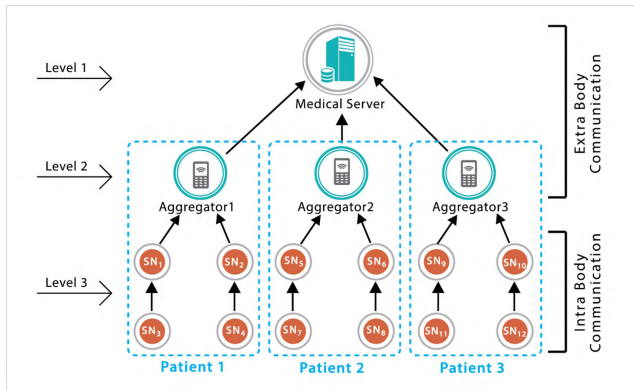 Level 1
Medical Server
Extra Body
Communication
Level 2
Aggregator1
Aggregator2
Aggregator3
SN1
SN2
SN5
SN6
SN9
SN10
Level 3
Intra Body
Communication
SN3
SN4
SN7
SN8
SN11
SN12
Patient 1
Patient 2
Patient 3